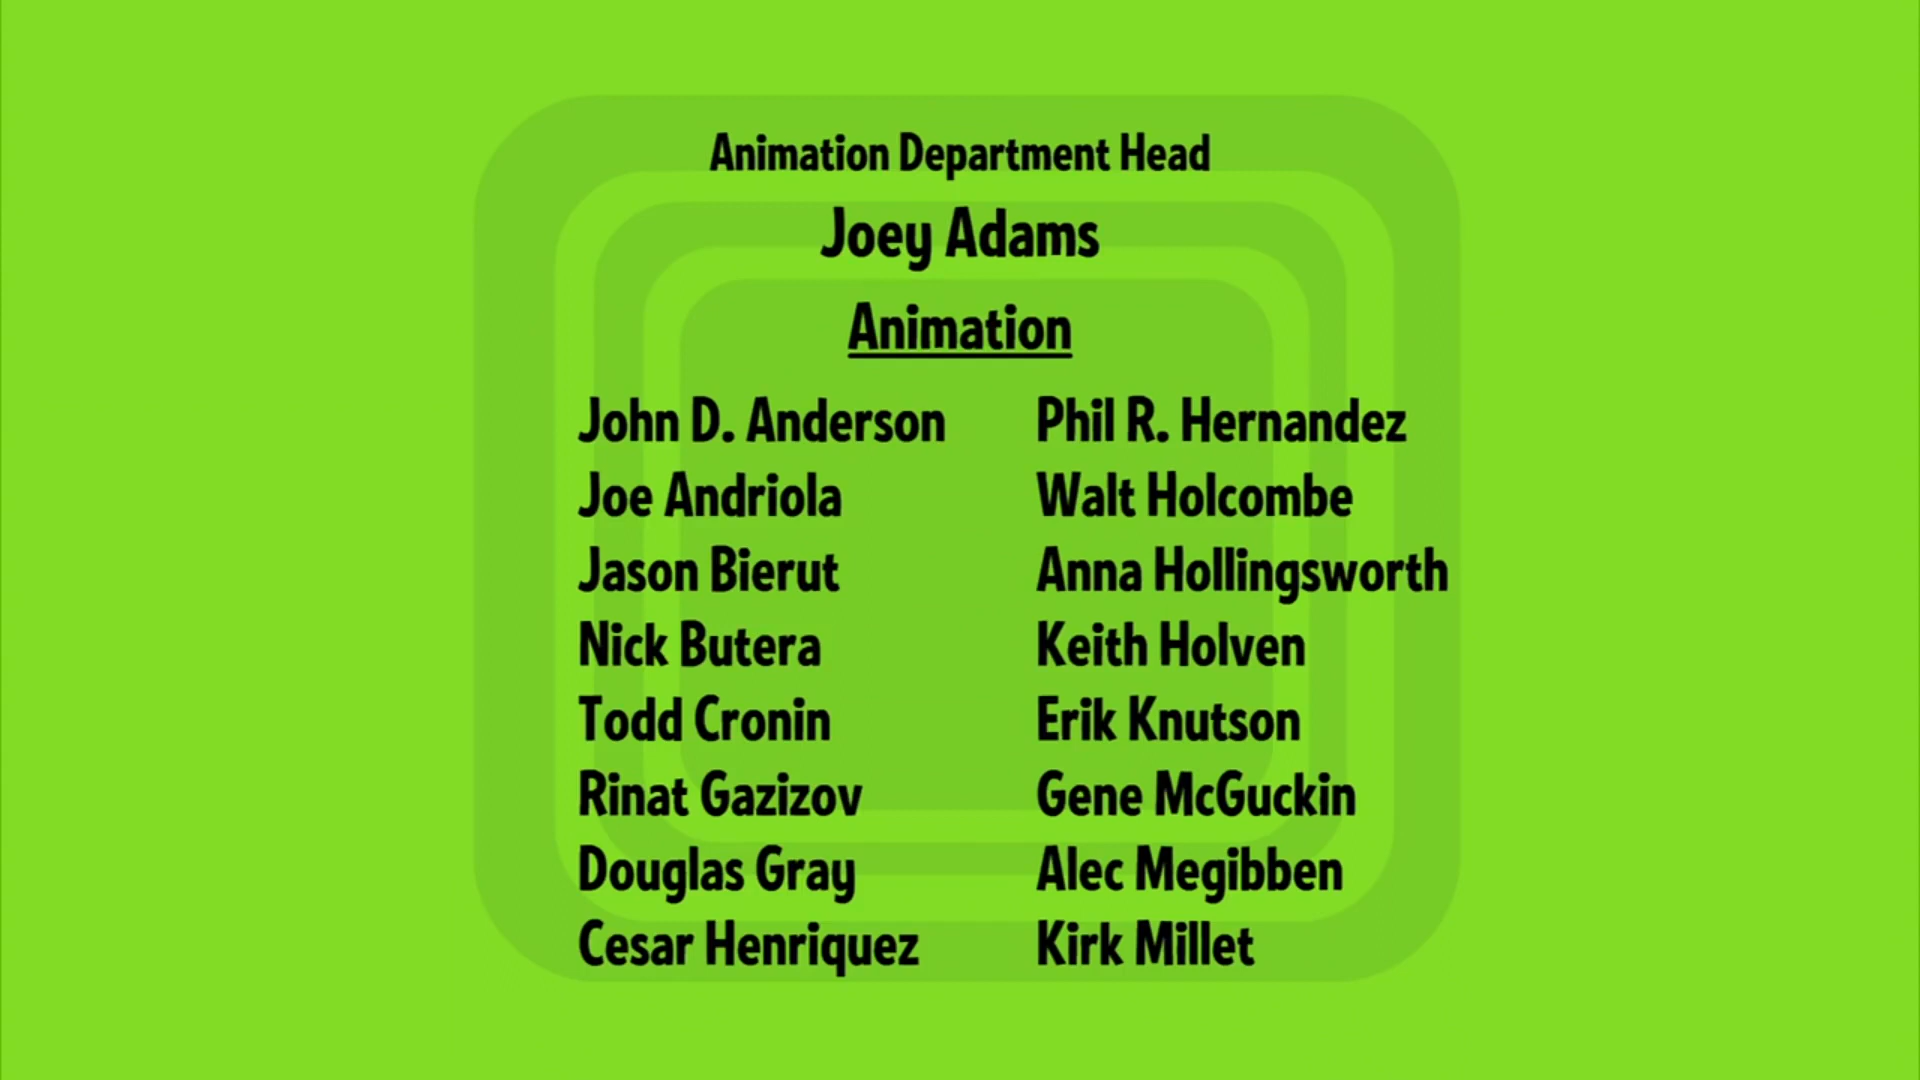 Animation Department Head
Joey Adams
Animation
John D. Anderson
Joe Andriola
Jason Bierut
Nick Butera
Todd Cronin
Rinat Gazizov
Douglas Gray
Cesar Henriquez
Phil R. Hernandez
Walt Holcombe
Anna Hollingsworth
Keith Holven
Erik Knutson
Gene McGuckin
Alec Megibben
Kirk Millet